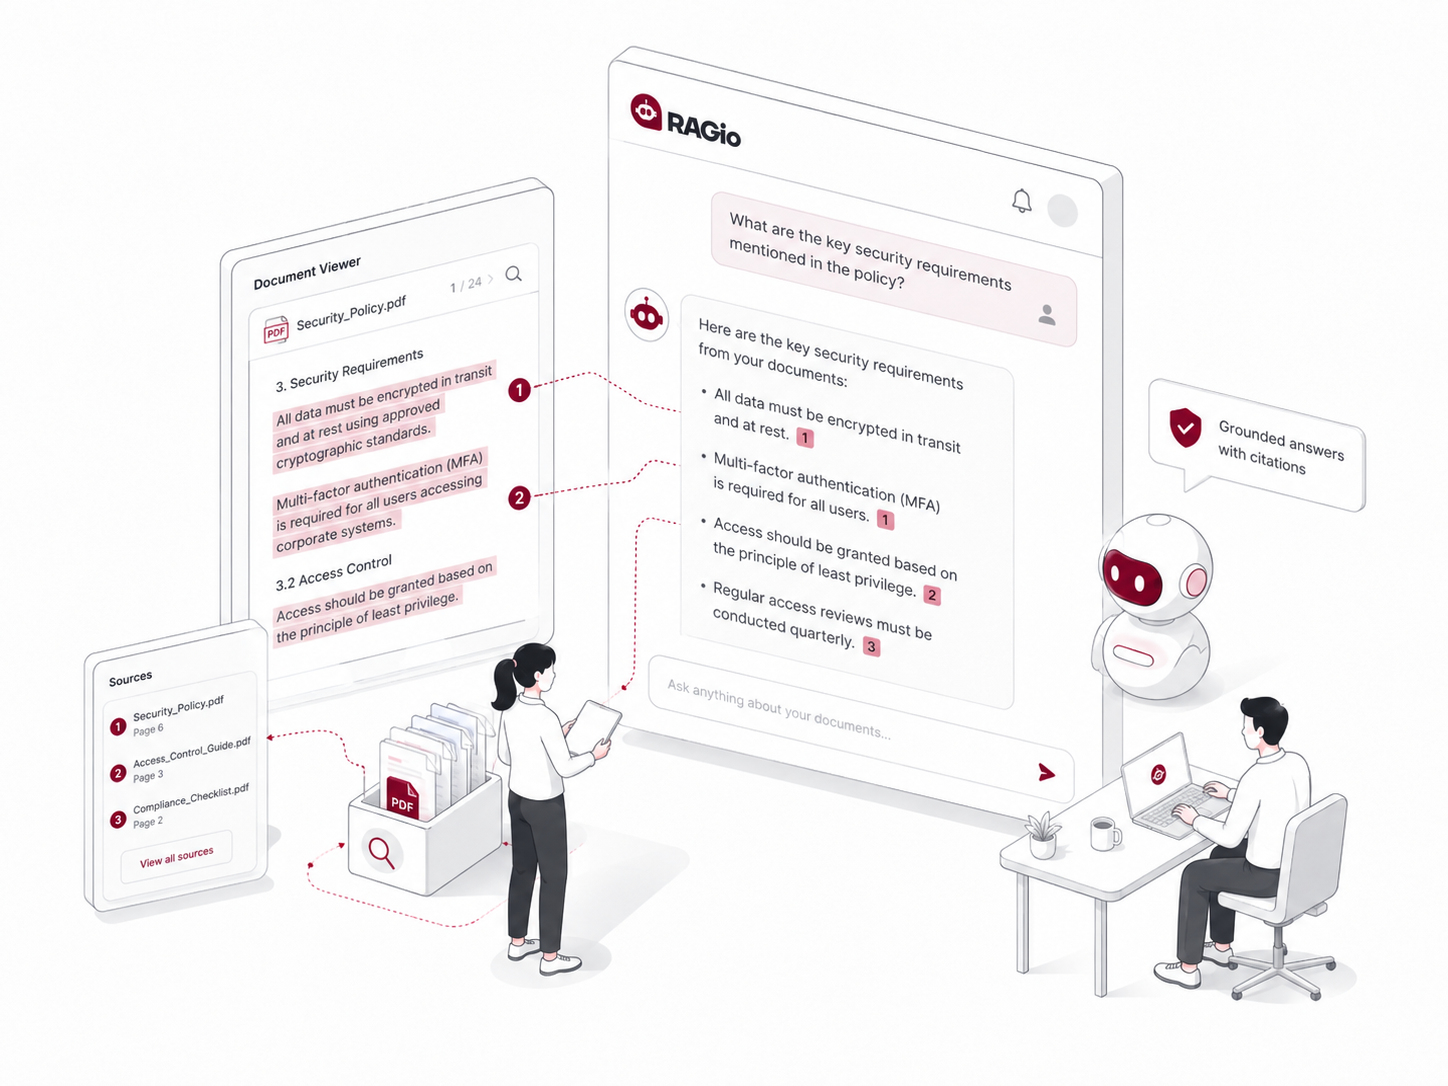 RAGio
What are the key security requirements
mentioned in the policy?
Here are the key security requirements
from your documents:
• All data must be encrypted in transit
and at rest. 1
• Multi-factor authentication (MFA)
is required for all users. 1
• Access should be granted based on
the principle of least privilege. 2
• Regular access reviews must be
conducted quarterly. 3
Ask anything about your documents...
Document Viewer
PDF
Security_Policy.pdf
1 / 24
3. Security Requirements
All data must be encrypted in transit
and at rest using approved
cryptographic standards.
1
Multi-factor authentication (MFA)
is required for all users accessing
corporate systems.
2
3.2 Access Control
Access should be granted based on
the principle of least privilege.
Sources
1 Security_Policy.pdf
Page 6
2 Access_Control_Guide.pdf
Page 3
3 Compliance_Checklist.pdf
Page 2
View all sources
PDF
Grounded answers
with citations